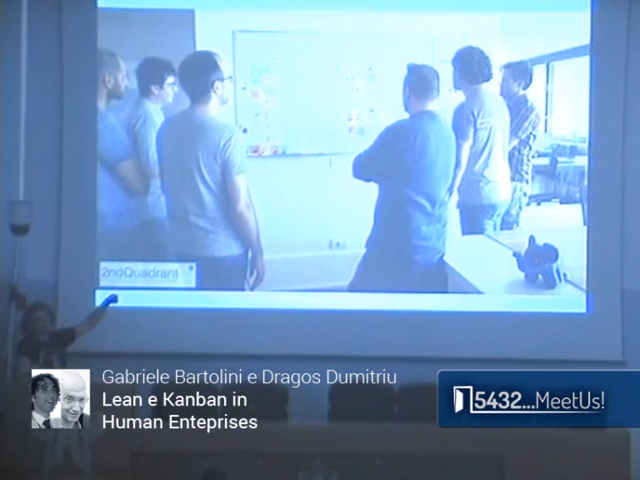 2ndQuadrant
Gabriele Bartolini e Dragos Dumitriu
Lean e Kanban in
Human Enteprises
5432...MeetUs!